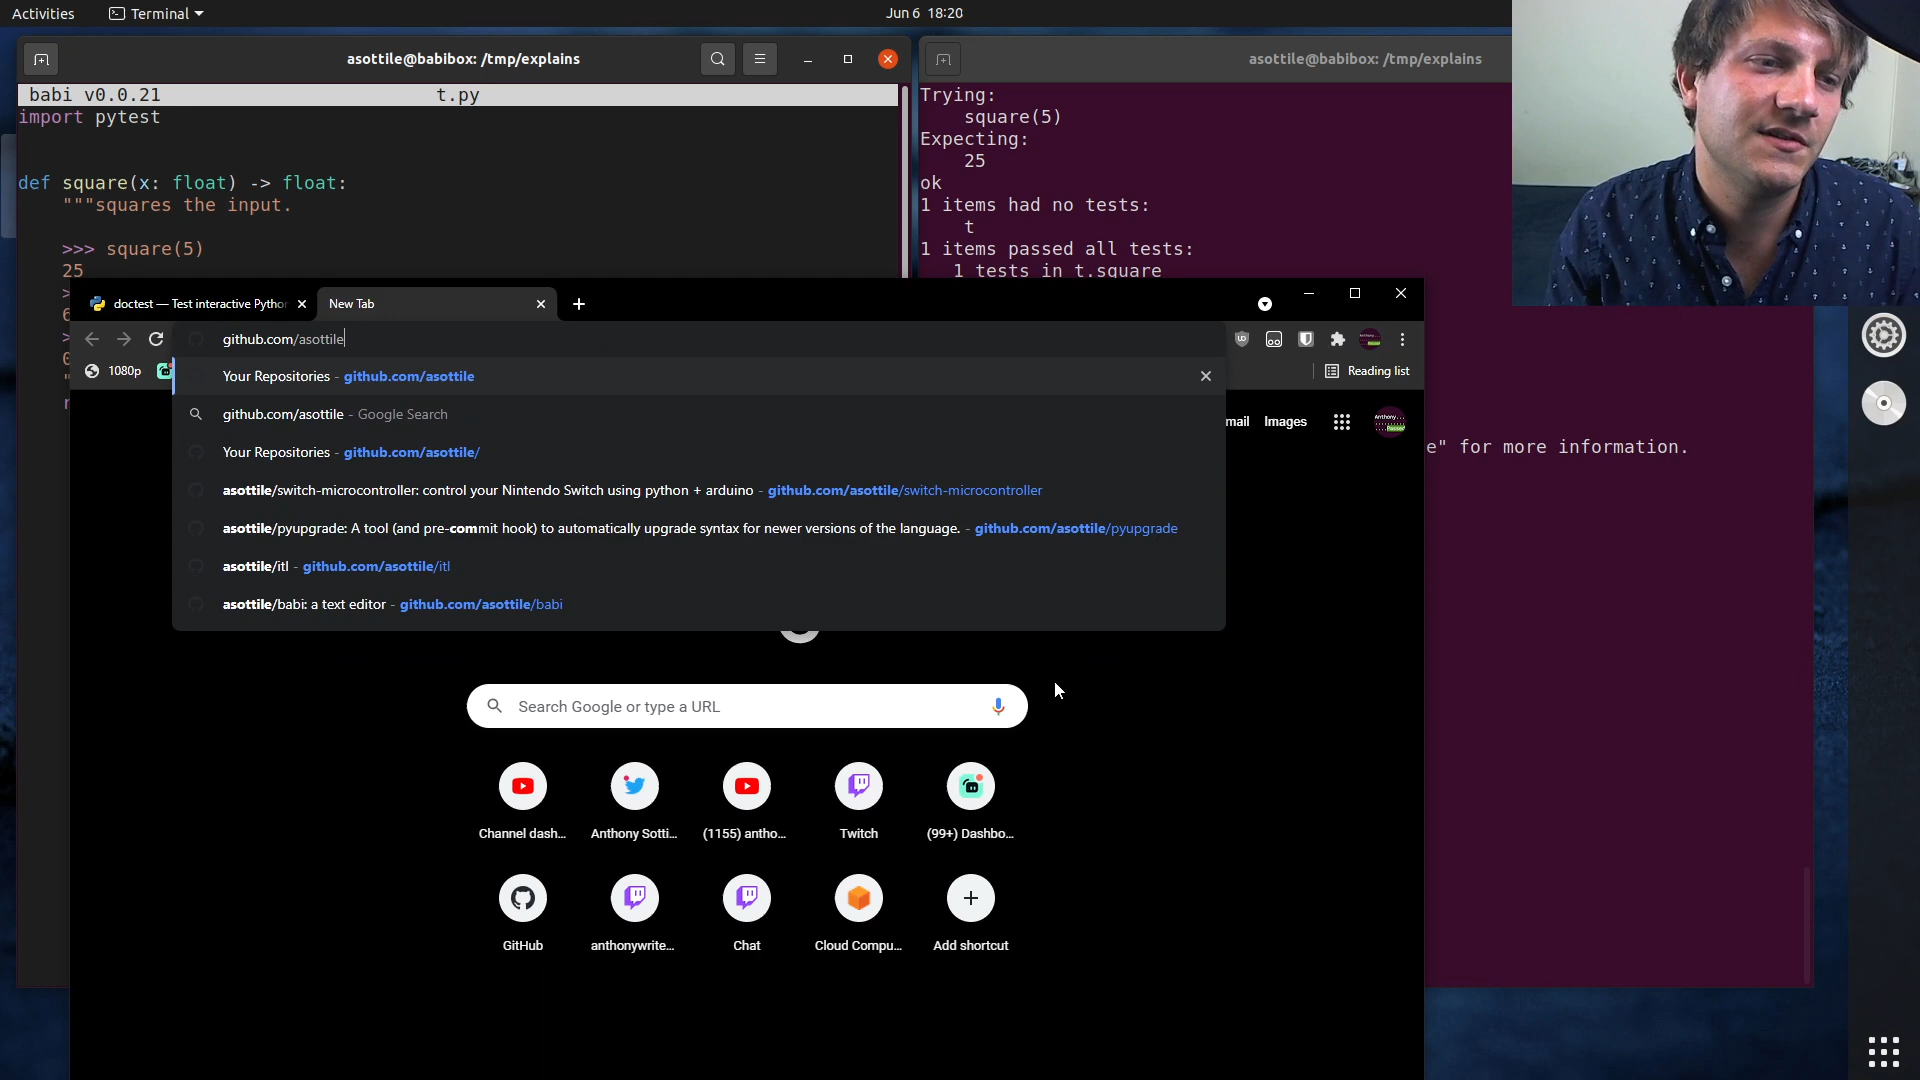 Activities
Terminal
Jun 6 18:20
asottile@babibox: /tmp/explains
babi v0.0.21
t.py
import pytest
def square(x: float) -> float:
"""squares the input.
>>> square(5)
25
>
6
>
0
"
r
asottile@babibox: /tmp/explains
Trying:
square(5)
Expecting:
25
ok
1 items had no tests:
t
1 items passed all tests:
1 tests in t.square
e" for more information.
doctest — Test interactive Pytho
New Tab
github.com/asottile
1080p
Reading list
Your Repositories - github.com/asottile
github.com/asottile - Google Search
Your Repositories - github.com/asottile/
asottile/switch-microcontroller: control your Nintendo Switch using python + arduino - github.com/asottile/switch-microcontroller
asottile/pyupgrade: A tool (and pre-commit hook) to automatically upgrade syntax for newer versions of the language. - github.com/asottile/pyupgrade
asottile/itl - github.com/asottile/itl
asottile/babi: a text editor - github.com/asottile/babi
mail
Images
Search Google or type a URL
Channel dash...
Anthony Sotti...
(1155) antho...
Twitch
(99+) Dashbo...
GitHub
anthonywrite...
Chat
Cloud Compu...
Add shortcut